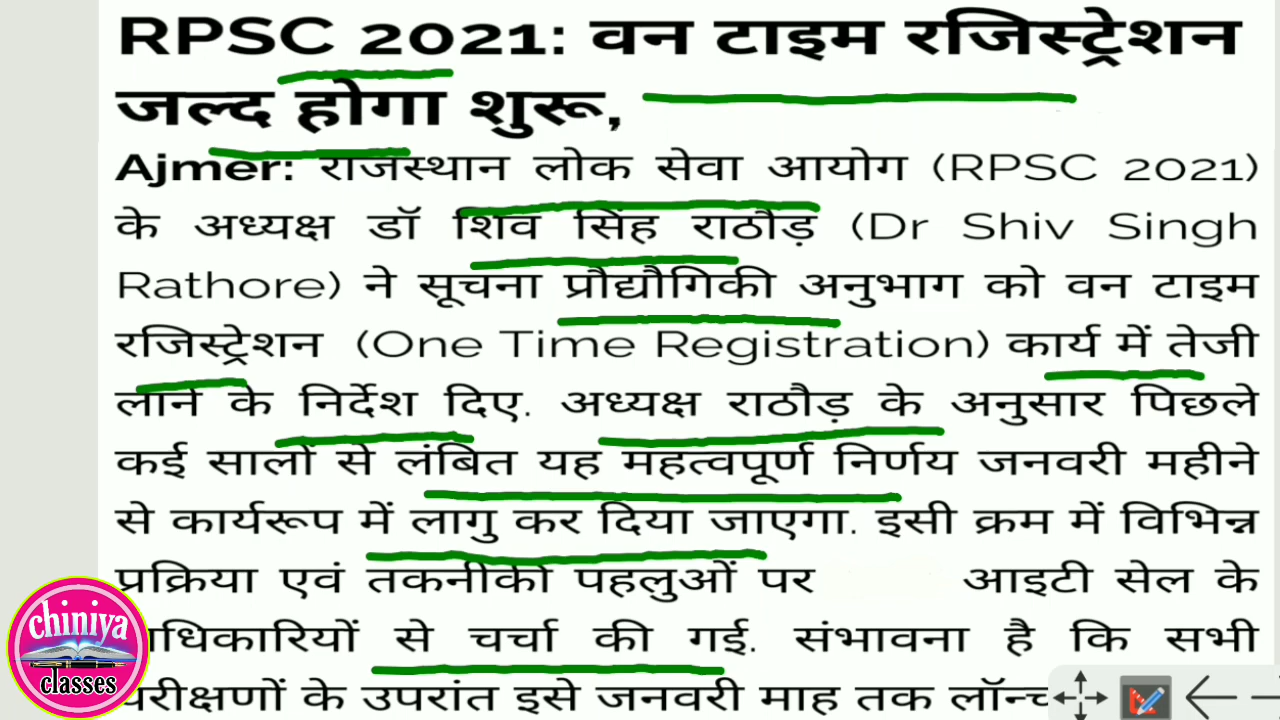 RPSC 2021: वन टाइम रजिस्ट्रेशन
जल्द होगा शुरू,
Ajmer: राजस्थान लोक सेवा आयोग (RPSC 2021)
के अध्यक्ष डॉ शिव सिंह राठौड़ (Dr Shiv Singh
Rathore) ने सूचना प्रौद्यौगिकी अनुभाग को वन टाइम
रजिस्ट्रेशन (One Time Registration) कार्य में तेजी
लाने के निर्देश दिए. अध्यक्ष राठौड़ के अनुसार पिछले
कई सालों से लंबित यह महत्वपूर्ण निर्णय जनवरी महीने
से कार्यरूप में लागु कर दिया जाएगा. इसी क्रम में विभिन्न
प्रक्रिया एवं तकनीकी पहलुओं पर आइटी सेल के
से चर्चा की गई. संभावना है कि सभी
के उपरांत इसे जनवरी माह तक
chiniya
classes